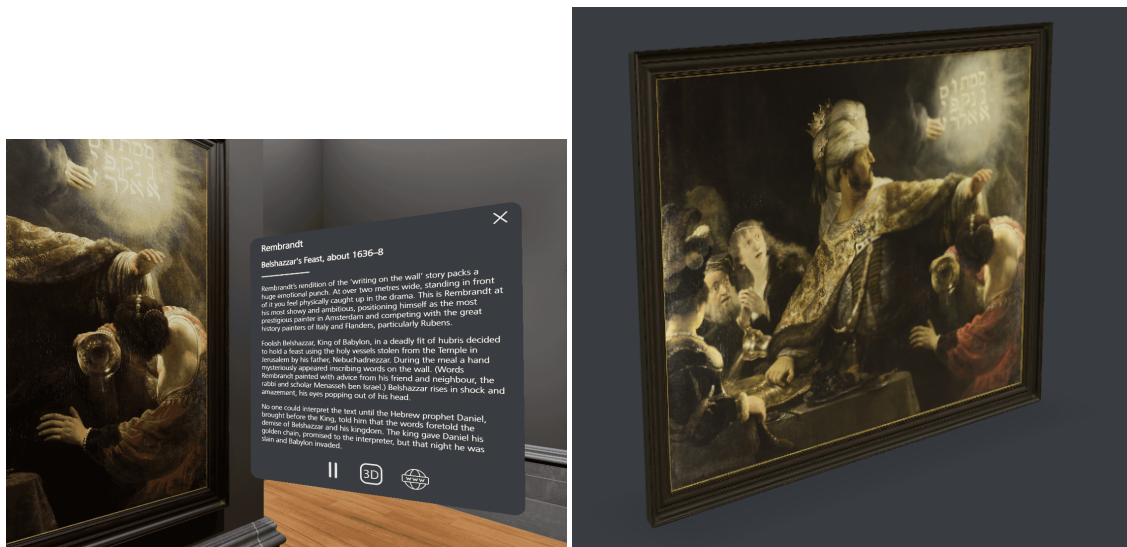 ממתוס
ננקפי
אאלרז
Rembrandt
Belshazzar's Feast, about 1636–8
Rembrandt's rendition of the 'writing on the wall' story packs a
huge emotional punch. At over two metres wide, standing in front
of it you feel physically caught up in the drama. This is Rembrandt at
his most showy and ambitious, positioning himself as the most
prestigious painter in Amsterdam and competing with the great
history painters of Italy and Flanders, particularly Rubens.
Foolish Belshazzar, King of Babylon, in a deadly fit of hubris decided
to hold a feast using the holy vessels stolen from the Temple in
Jerusalem by his father, Nebuchadnezzar. During the meal a hand
mysteriously appeared inscribing words on the wall. (Words
Rembrandt painted with advice from his friend and neighbour, the
rabbi and scholar Menasseh ben Israel.) Belshazzar rises in shock and
amazement, his eyes popping out of his head.
No one could interpret the text until the Hebrew prophet Daniel,
brought before the King, told him that the words foretold the
demise of Belshazzar and his kingdom. The king gave Daniel his
golden chain, promised to the interpreter, but that night he was
slain and Babylon invaded.
3D
www
ממתוס
ננקפי
אאלרז